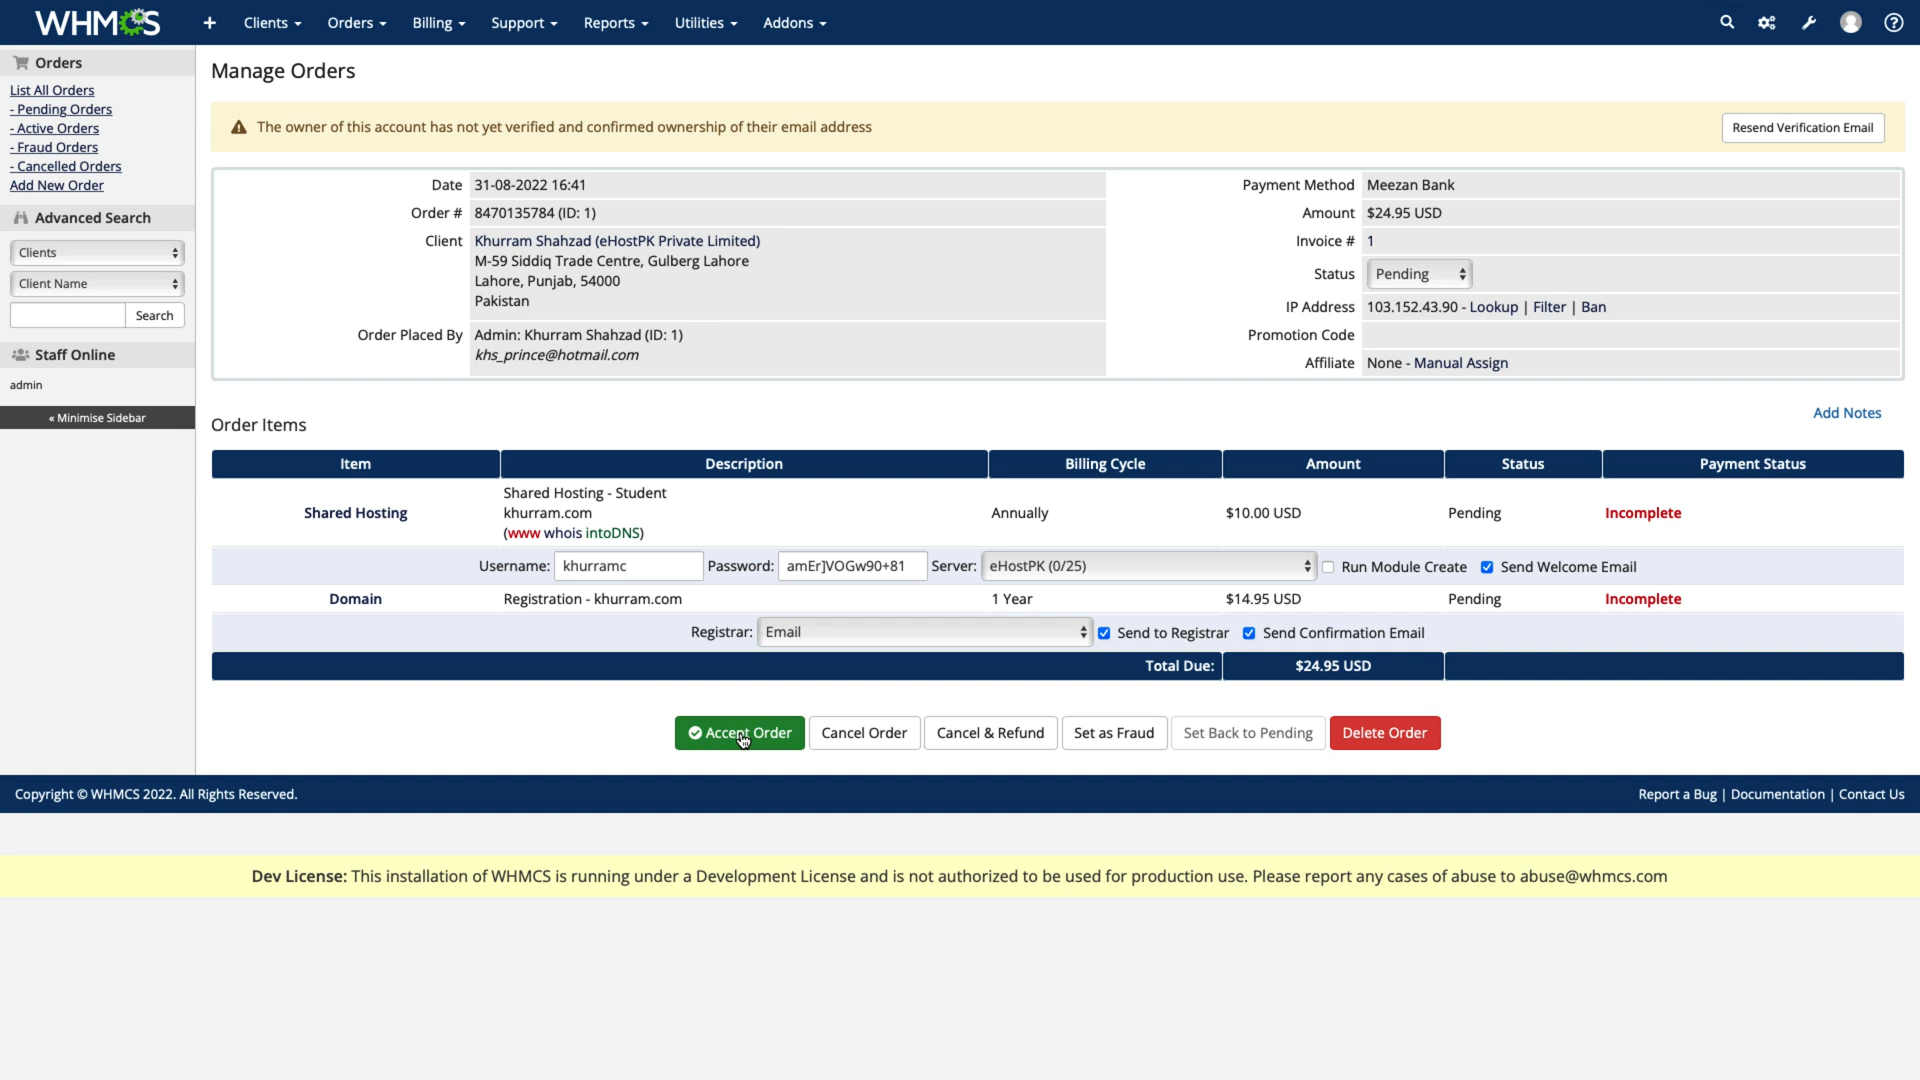 WHMCS
+ Clients Orders Billing Support Reports Utilities Addons
Orders
List All Orders
- Pending Orders
- Active Orders
- Fraud Orders
- Cancelled Orders
Add New Order
Advanced Search
Clients
Client Name
Search
Staff Online
admin
« Minimise Sidebar
Manage Orders
The owner of this account has not yet verified and confirmed ownership of their email address
Resend Verification Email
Date 31-08-2022 16:41
Order # 8470135784 (ID: 1)
Client Khurram Shahzad (eHostPK Private Limited)
M-59 Siddiq Trade Centre, Gulberg Lahore
Lahore, Punjab, 54000
Pakistan
Order Placed By Admin: Khurram Shahzad (ID: 1)
khs_prince@hotmail.com
Payment Method Meezan Bank
Amount $24.95 USD
Invoice # 1
Status Pending
IP Address 103.152.43.90 - Lookup | Filter | Ban
Promotion Code
Affiliate None - Manual Assign
Add Notes
Order Items
Item Description Billing Cycle Amount Status Payment Status
Shared Hosting - Student
Shared Hosting khurram.com Annually $10.00 USD Pending Incomplete
(www whois intoDNS)
Username: khurramc Password: amEr]VOGw90+81 Server: eHostPK (0/25) Run Module Create Send Welcome Email
Domain Registration - khurram.com 1 Year $14.95 USD Pending Incomplete
Registrar: Email Send to Registrar Send Confirmation Email
Total Due: $24.95 USD
Accept Order Cancel Order Cancel & Refund Set as Fraud Set Back to Pending Delete Order
Copyright © WHMCS 2022. All Rights Reserved.
Report a Bug | Documentation | Contact Us
Dev License: This installation of WHMCS is running under a Development License and is not authorized to be used for production use. Please report any cases of abuse to abuse@whmcs.com